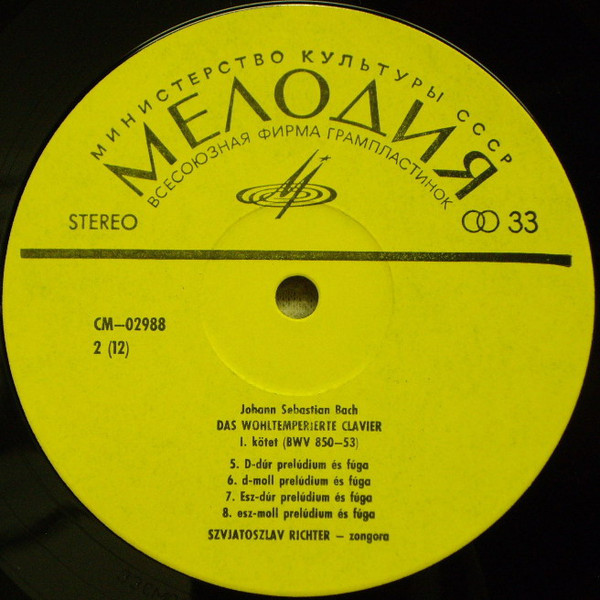 МИНИСТЕРСТВО КУЛЬТУРЫ СССР
МЕЛОДИЯ
ВСЕСОЮЗНАЯ ФИРМА ГРАМПЛАСТИНОК
STEREO
33
СМ–02988
2 (12)
Johann Sebastian Bach
DAS WOHLTEMPERIERTE CLAVIER
I. kötet (BWV 850–53)
5. D-dúr prelúdium és fúga
6. d-moll prelúdium és fúga
7. Esz-dúr prelúdium és fúga
8. esz-moll prelúdium és fúga
SZVJATOSZLAV RICHTER – zongora